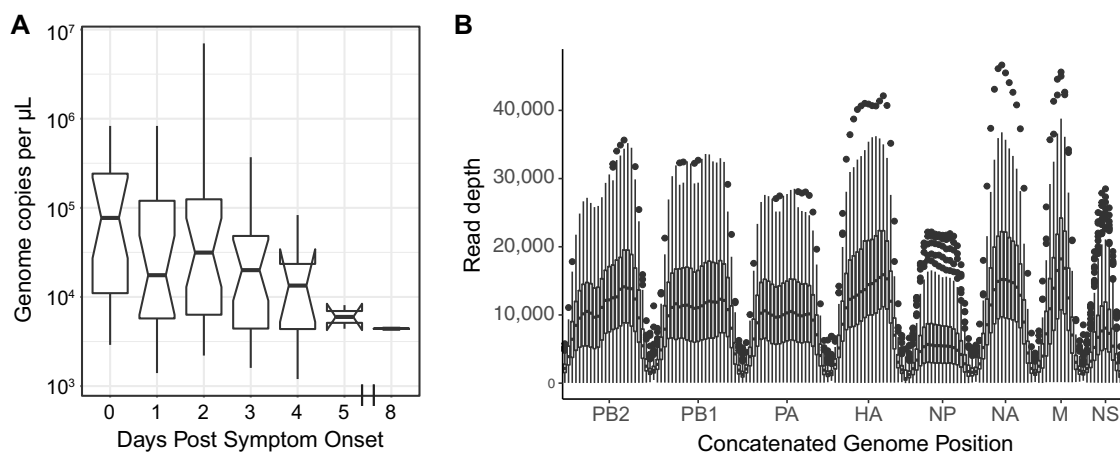 A
10⁷
10⁶
10⁵
10⁴
10³
Genome copies per µL
0 1 2 3 4 5 8
Days Post Symptom Onset
B
40,000
30,000
20,000
10,000
0
Read depth
PB2 PB1 PA HA NP NA M NS
Concatenated Genome Position